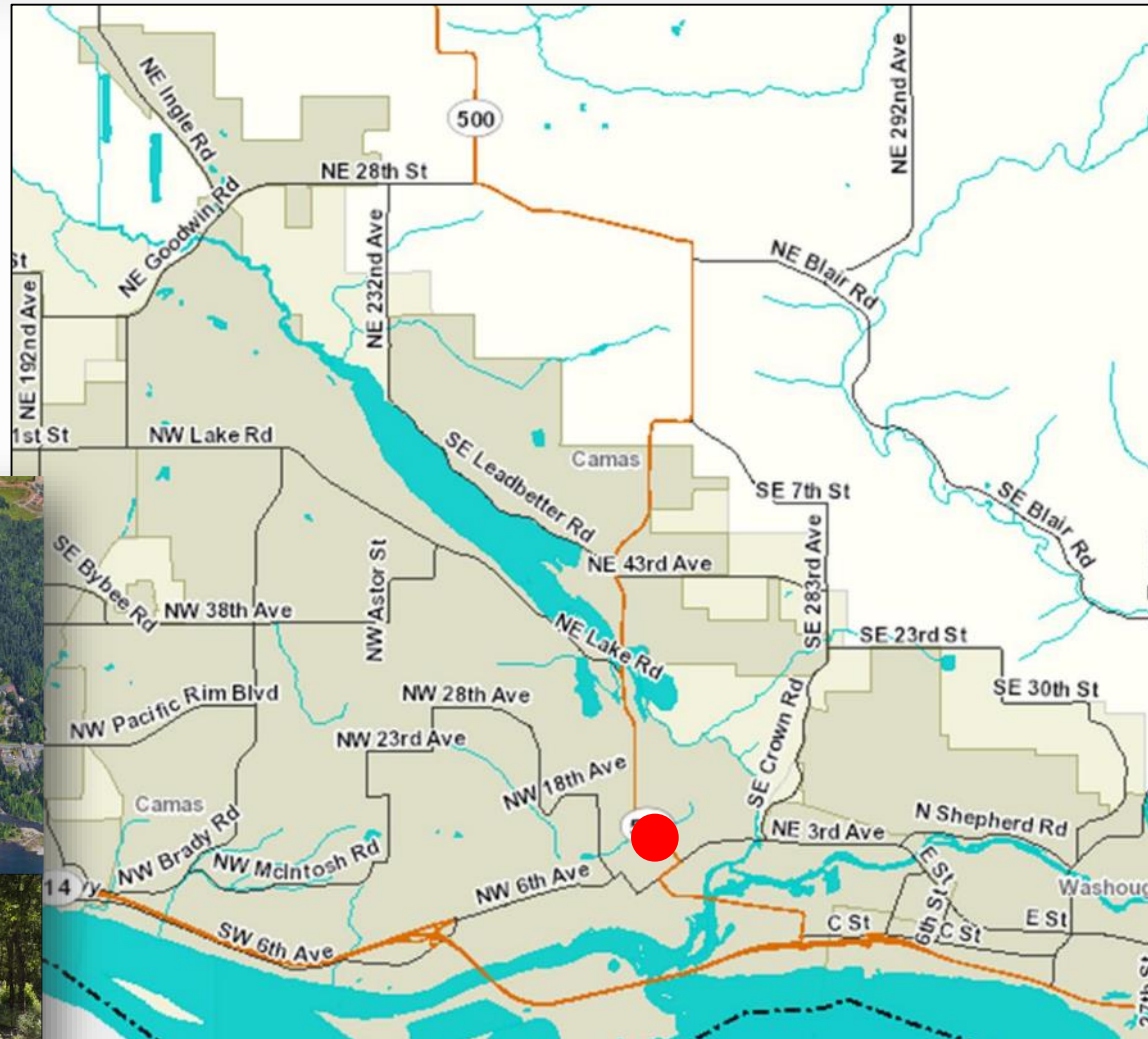 500
NE 292nd Ave
NE Ingle Rd
NE 28th St
NE Goodwin Rd
NE 232nd Ave
NE Blair Rd
St
NE 192nd Ave
1st St
NW Lake Rd
SE Leadbetter Rd
Camas
SE 7th St
SE Blair Rd
SE Bybee Rd
NW Astor St
NE 43rd Ave
SE 283rd Ave
NW 38th Ave
NE Lake Rd
SE 23rd St
NW Pacific Rim Blvd
NW 28th Ave
SE 30th St
NW 23rd Ave
SE Crown Rd
NW 18th Ave
Camas
NW Brady Rd
NE 3rd Ave
N Shepherd Rd
NW McIntosh Rd
E St
14
NW 6th Ave
6th St
Washoug
SW 6th Ave
C St
C St
E St
27th St